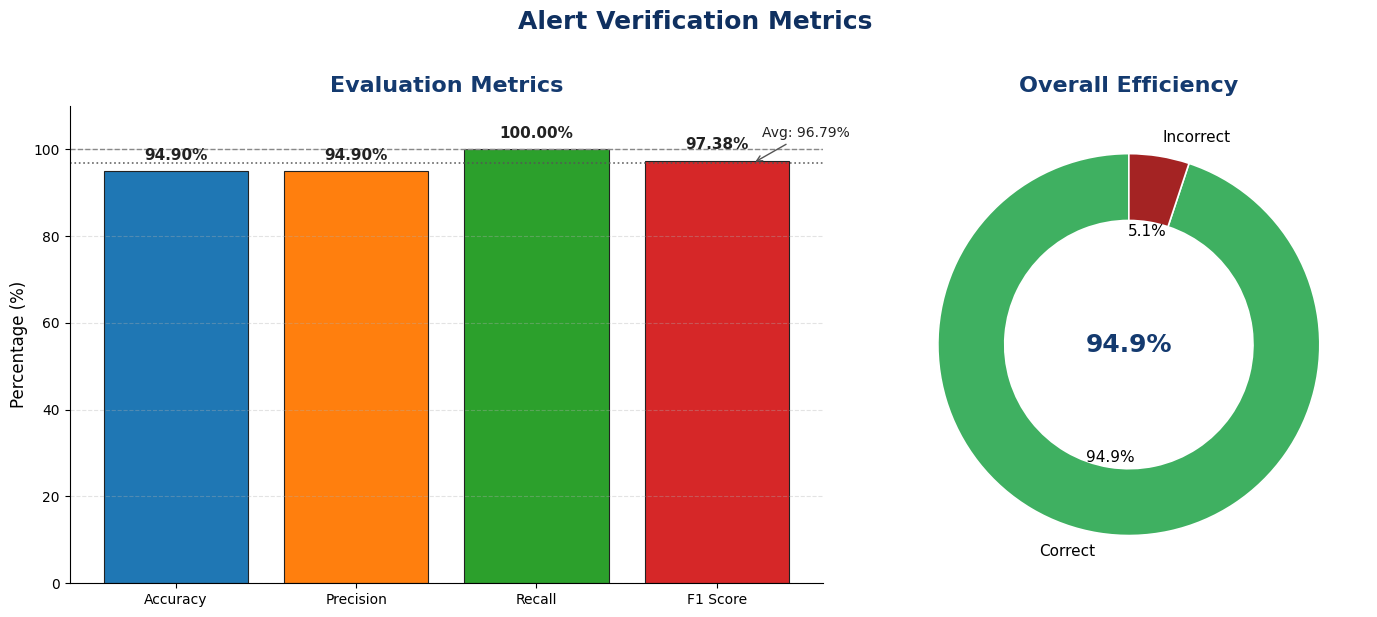 Alert Verification Metrics
Evaluation Metrics
Percentage (%)
100
80
60
40
20
0
94.90%
94.90%
100.00%
97.38%
Avg: 96.79%
Accuracy
Precision
Recall
F1 Score
Overall Efficiency
Incorrect
5.1%
94.9%
94.9%
Correct